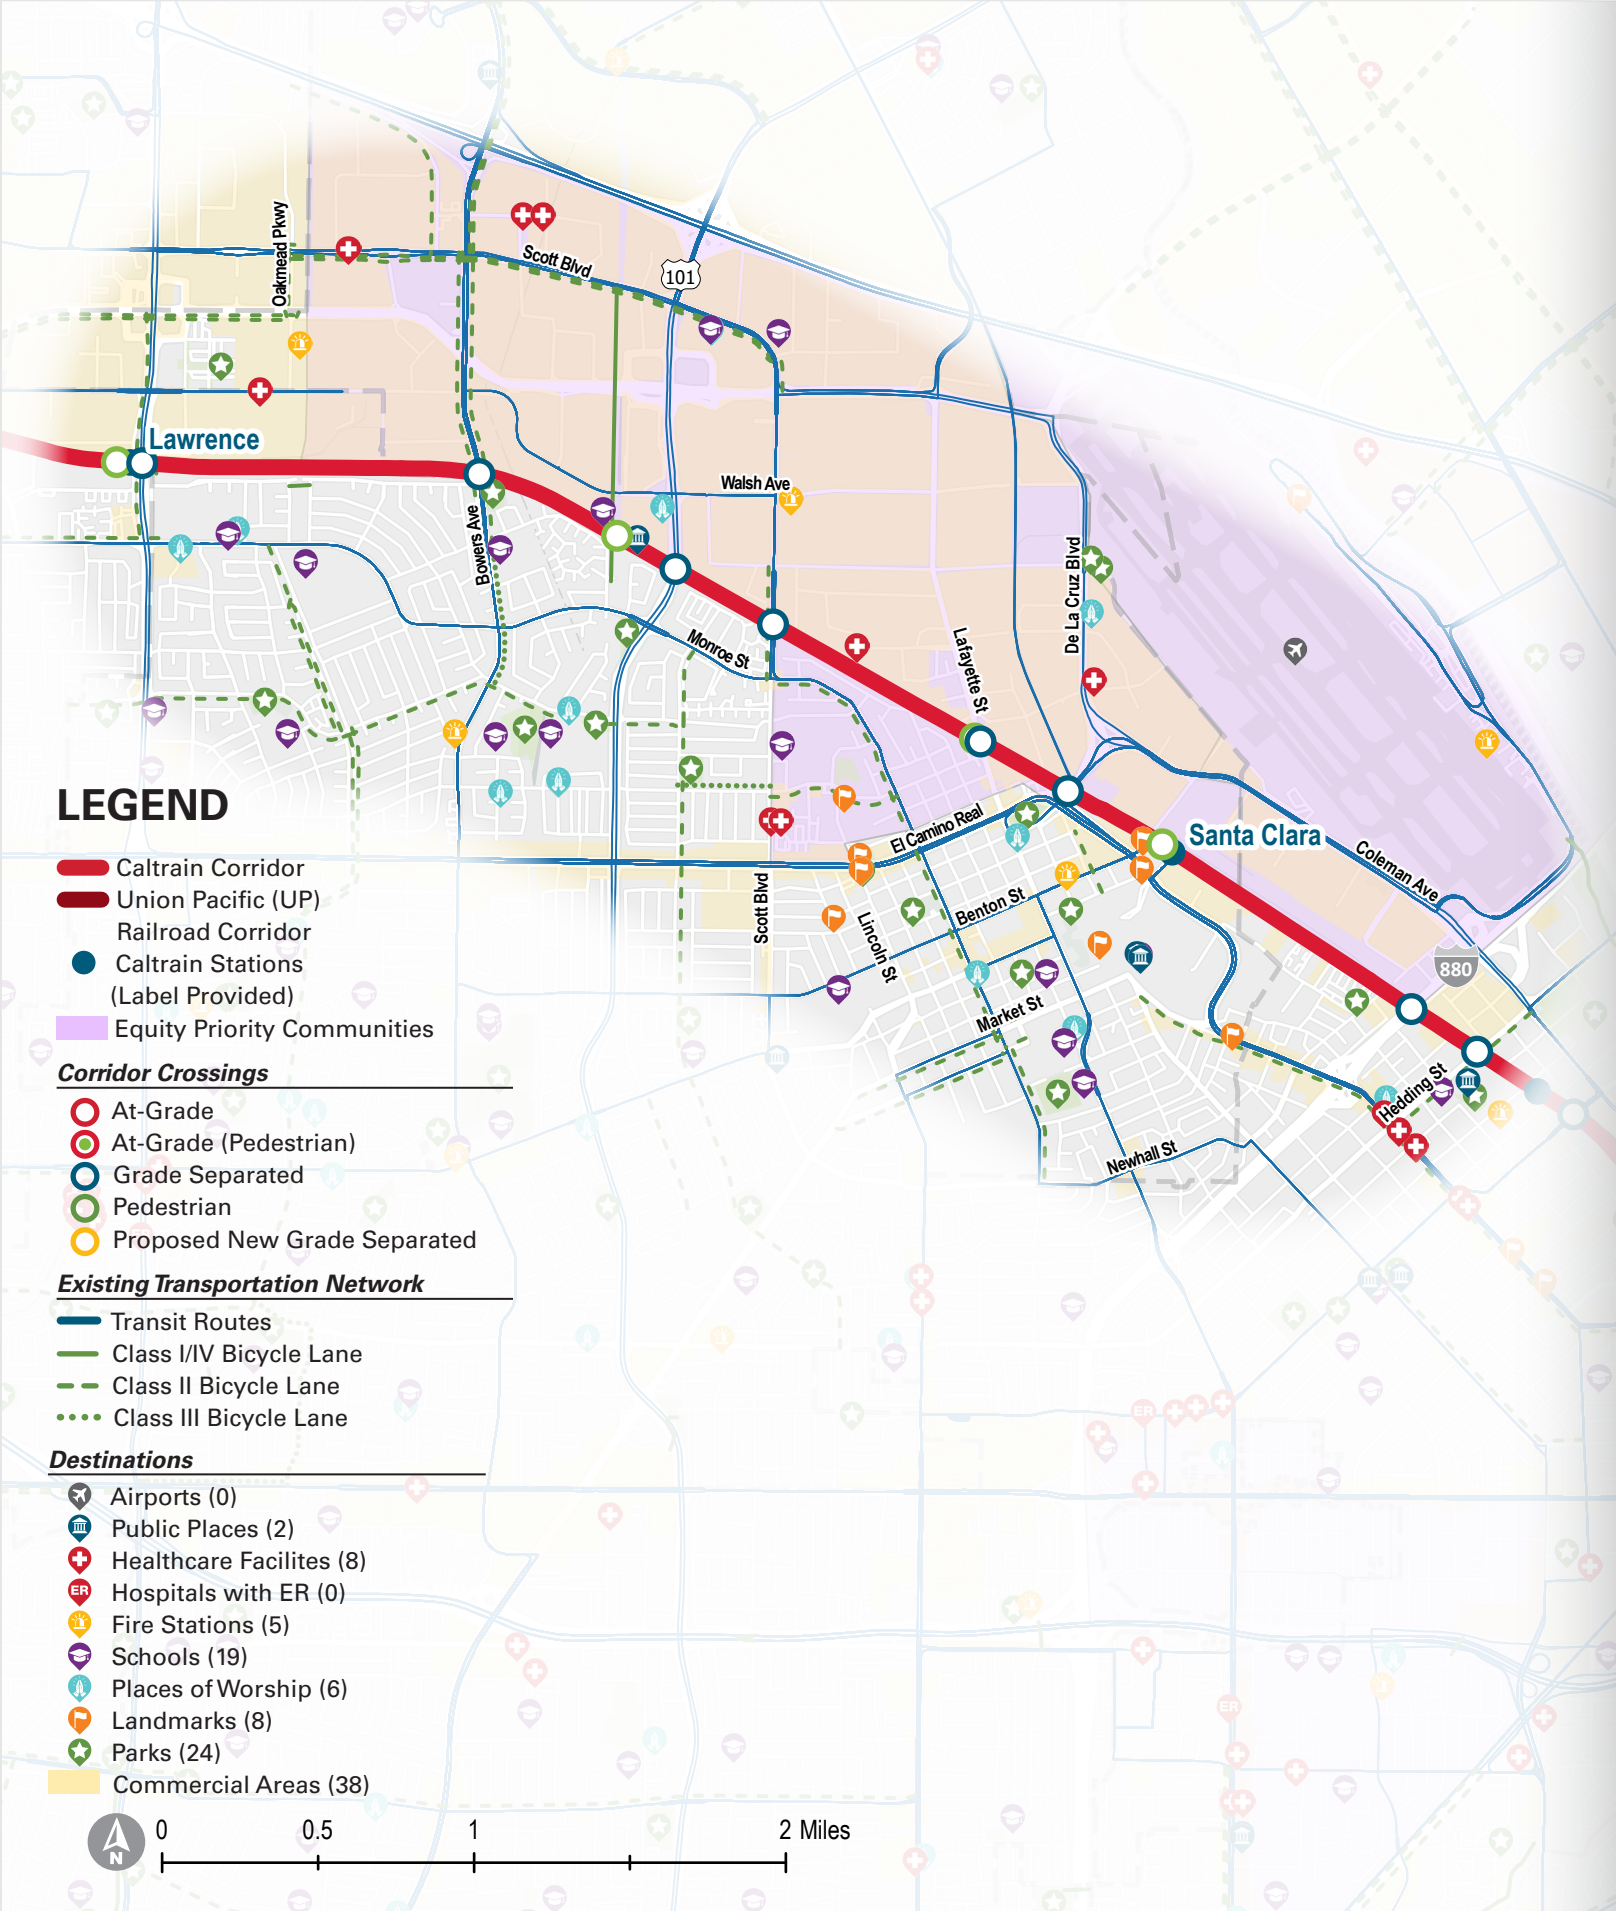 Oakmead Pkwy
Scott Blvd
101
Lawrence
Walsh Ave
Bowers Ave
De La Cruz Blvd
Monroe St
Lafayette St
El Camino Real
Santa Clara
Coleman Ave
Scott Blvd
Benton St
Lincoln St
880
Market St
Hedding St
Newhall St
LEGEND
Caltrain Corridor
Union Pacific (UP)
Railroad Corridor
Caltrain Stations
(Label Provided)
Equity Priority Communities
Corridor Crossings
At-Grade
At-Grade (Pedestrian)
Grade Separated
Pedestrian
Proposed New Grade Separated
Existing Transportation Network
Transit Routes
Class I/IV Bicycle Lane
Class II Bicycle Lane
Class III Bicycle Lane
Destinations
Airports (0)
Public Places (2)
Healthcare Facilites (8)
ER Hospitals with ER (0)
Fire Stations (5)
Schools (19)
Places of Worship (6)
Landmarks (8)
Parks (24)
Commercial Areas (38)
ER
ER
N
0 0.5 1 2 Miles